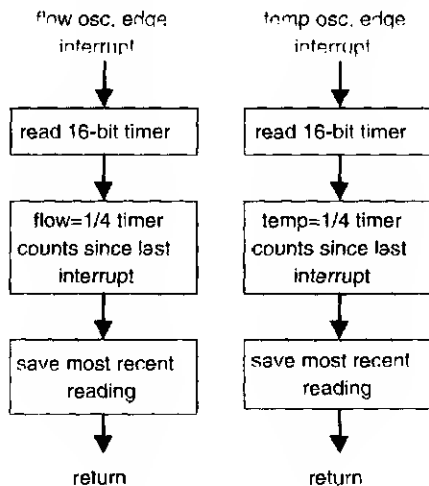 flow osc. edge
interrupt
read 16-bit timer
flow=1/4 timer
counts since last
interrupt
save most recent
reading
return
temp osc. edge
interrupt
read 16-bit timer
temp=1/4 timer
counts since last
interrupt
save most recent
reading
return